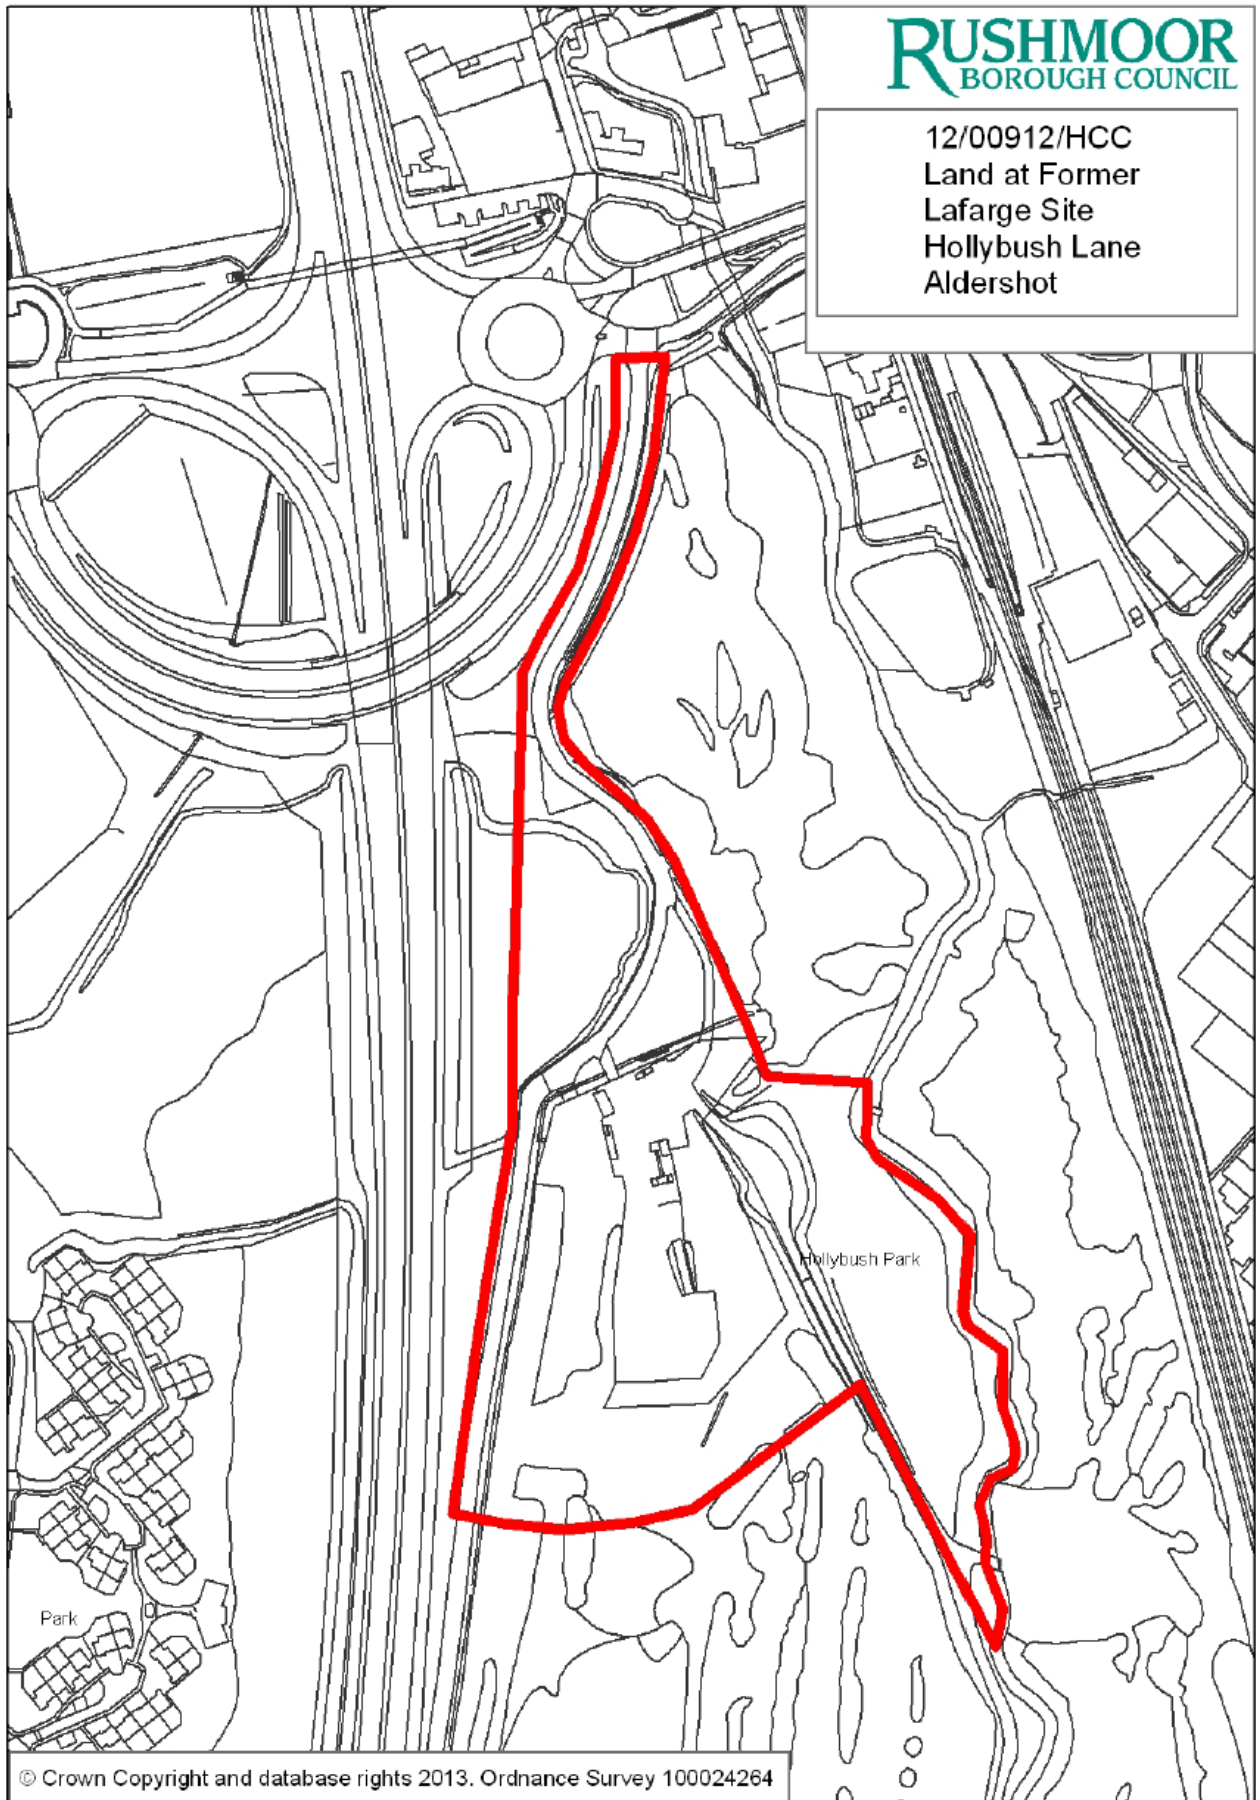 RUSHMOOR
BOROUGH COUNCIL
12/00912/HCC
Land at Former
Lafarge Site
Hollybush Lane
Aldershot
Hollybush Park
Park
© Crown Copyright and database rights 2013. Ordnance Survey 100024264